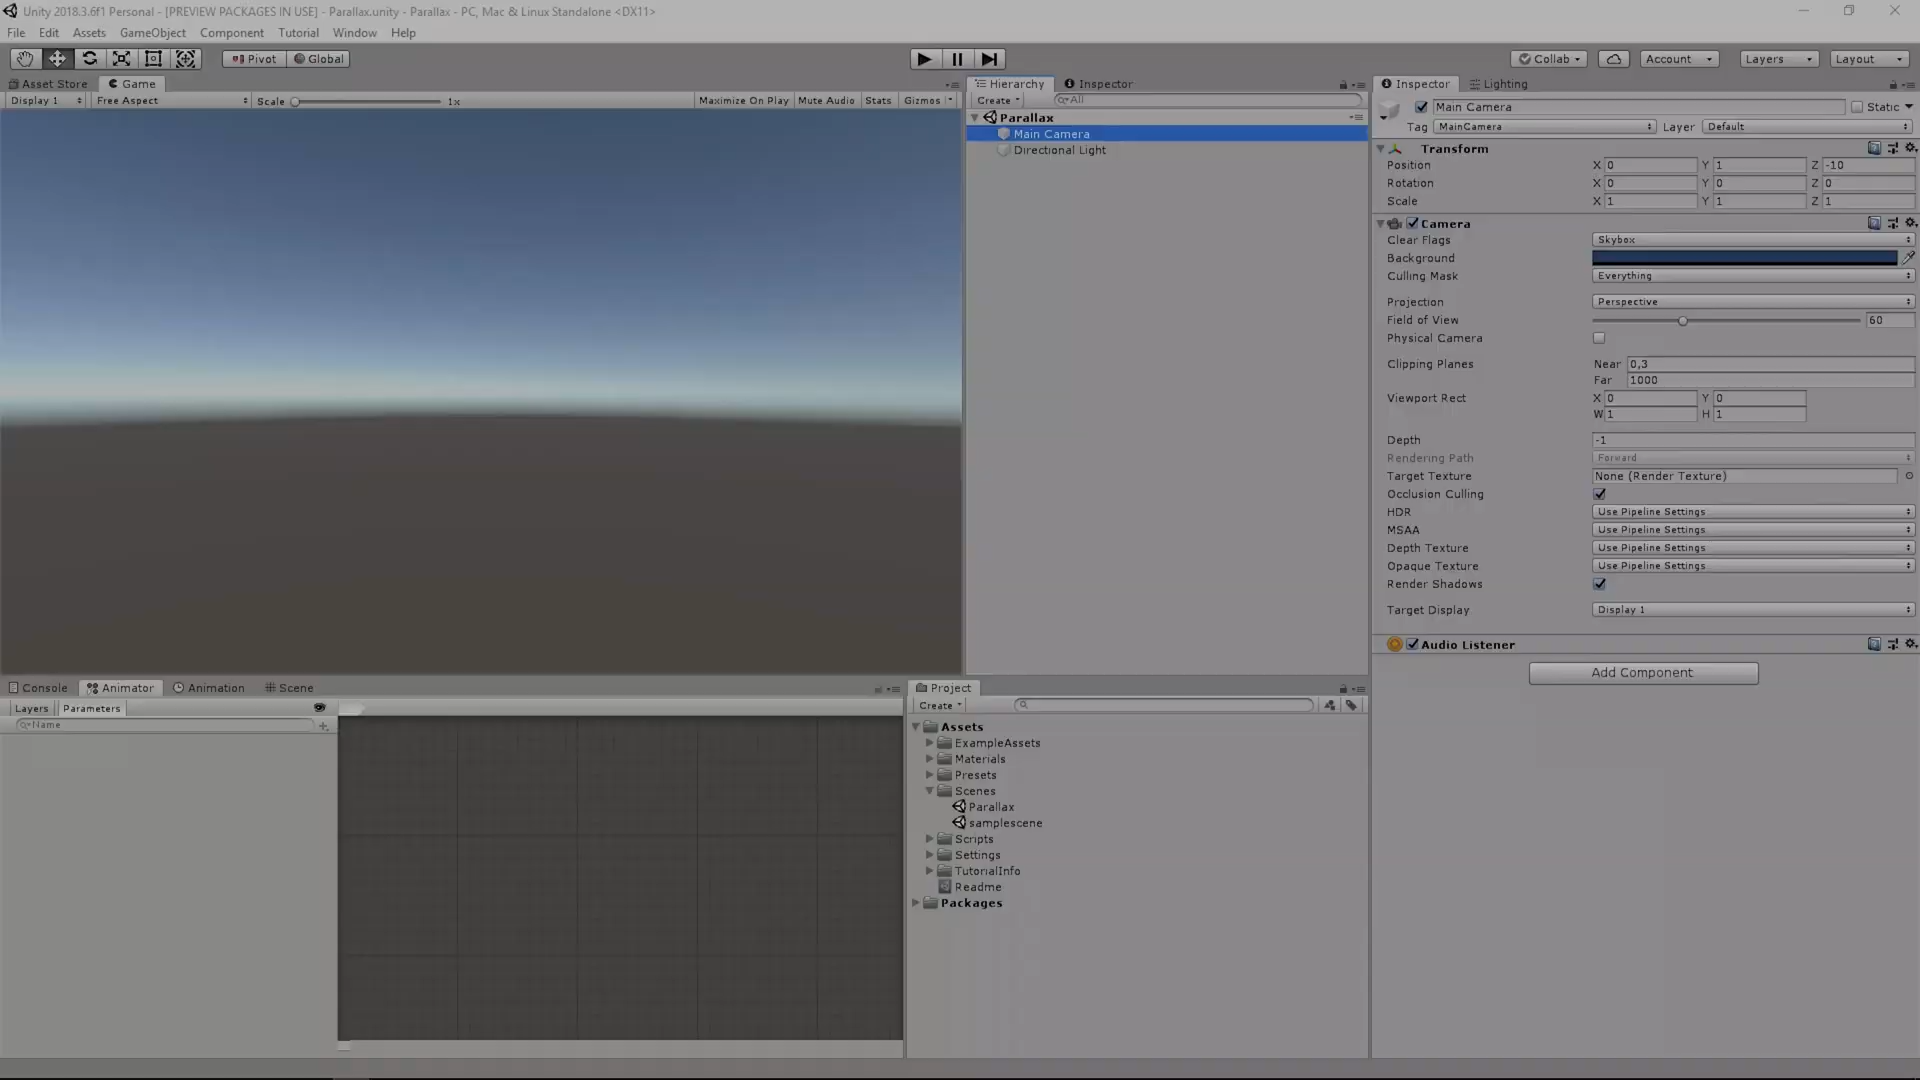 Unity 2018.3.6f1 Personal - [PREVIEW PACKAGES IN USE] - Parallax.unity - Parallax - PC, Mac & Linux Standalone <DX11>
File Edit Assets GameObject Component Tutorial Window Help
Pivot Global Collab Account Layers Layout
Asset Store Game
Display 1 Free Aspect Scale 1x Maximize On Play Mute Audio Stats Gizmos
Hierarchy Inspector
Create All
Parallax
Main Camera
Directional Light
Inspector Lighting
Main Camera Static
Tag MainCamera Layer Default
Transform
Position X 0 Y 1 Z -10
Rotation X 0 Y 0 Z 0
Scale X 1 Y 1 Z 1
Camera
Clear Flags Skybox
Background
Culling Mask Everything
Projection Perspective
Field of View 60
Physical Camera
Clipping Planes Near 0,3
Far 1000
Viewport Rect X 0 Y 0
W 1 H 1
Depth -1
Rendering Path Forward
Target Texture None (Render Texture)
Occlusion Culling
HDR Use Pipeline Settings
MSAA Use Pipeline Settings
Depth Texture Use Pipeline Settings
Opaque Texture Use Pipeline Settings
Render Shadows
Target Display Display 1
Audio Listener
Add Component
Console Animator Animation Scene
Layers Parameters
Name
Project
Create
Assets
ExampleAssets
Materials
Presets
Scenes
Parallax
samplescene
Scripts
Settings
TutorialInfo
Readme
Packages